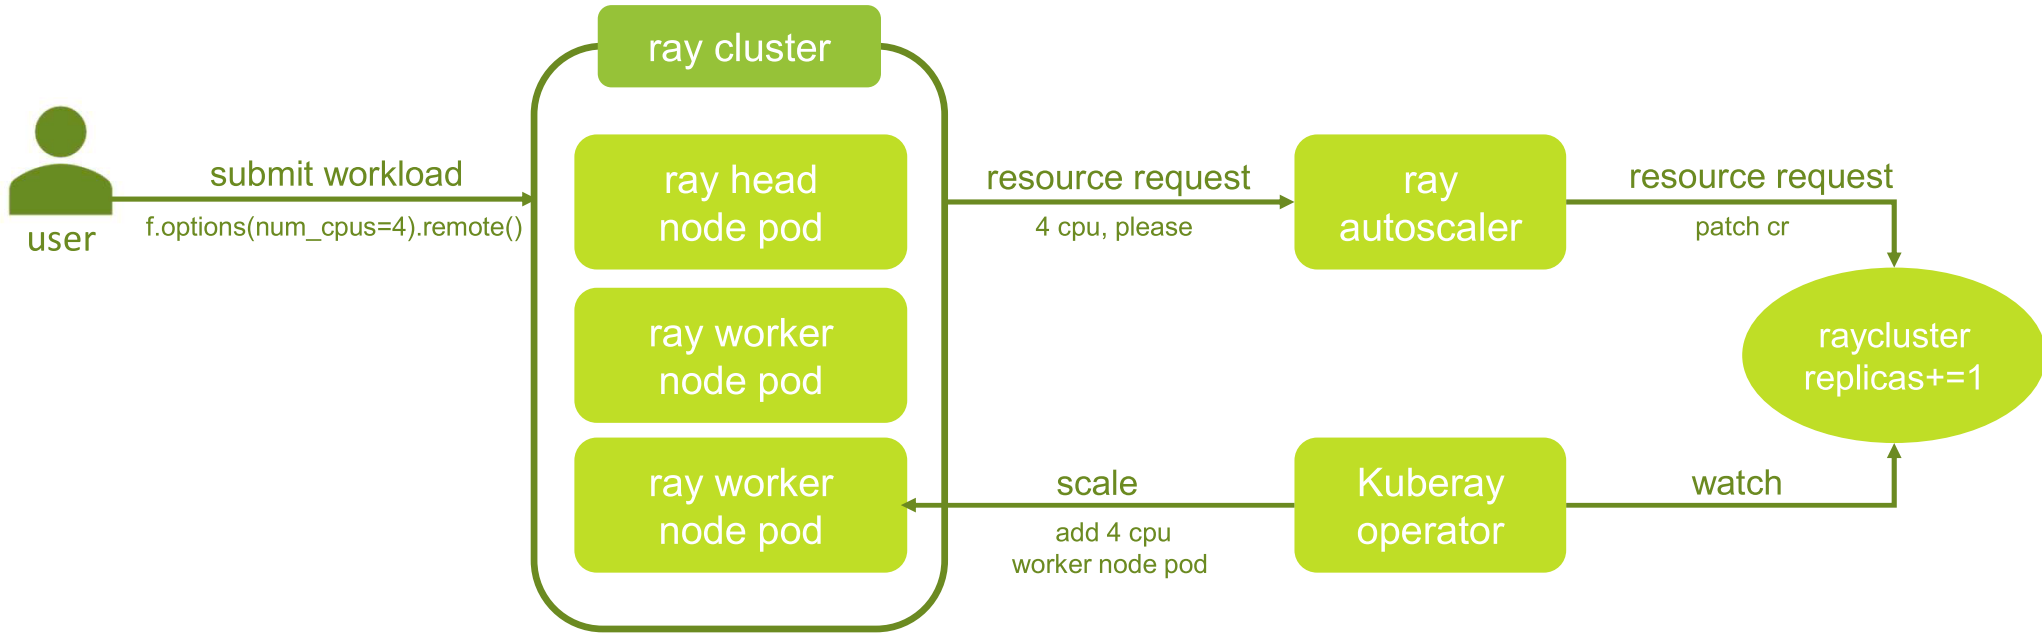 ray cluster
user
submit workload
f.options(num_cpus=4).remote()
ray head
node pod
ray worker
node pod
ray worker
node pod
resource request
4 cpu, please
ray
autoscaler
resource request
patch cr
raycluster
replicas+=1
watch
Kuberay
operator
scale
add 4 cpu
worker node pod